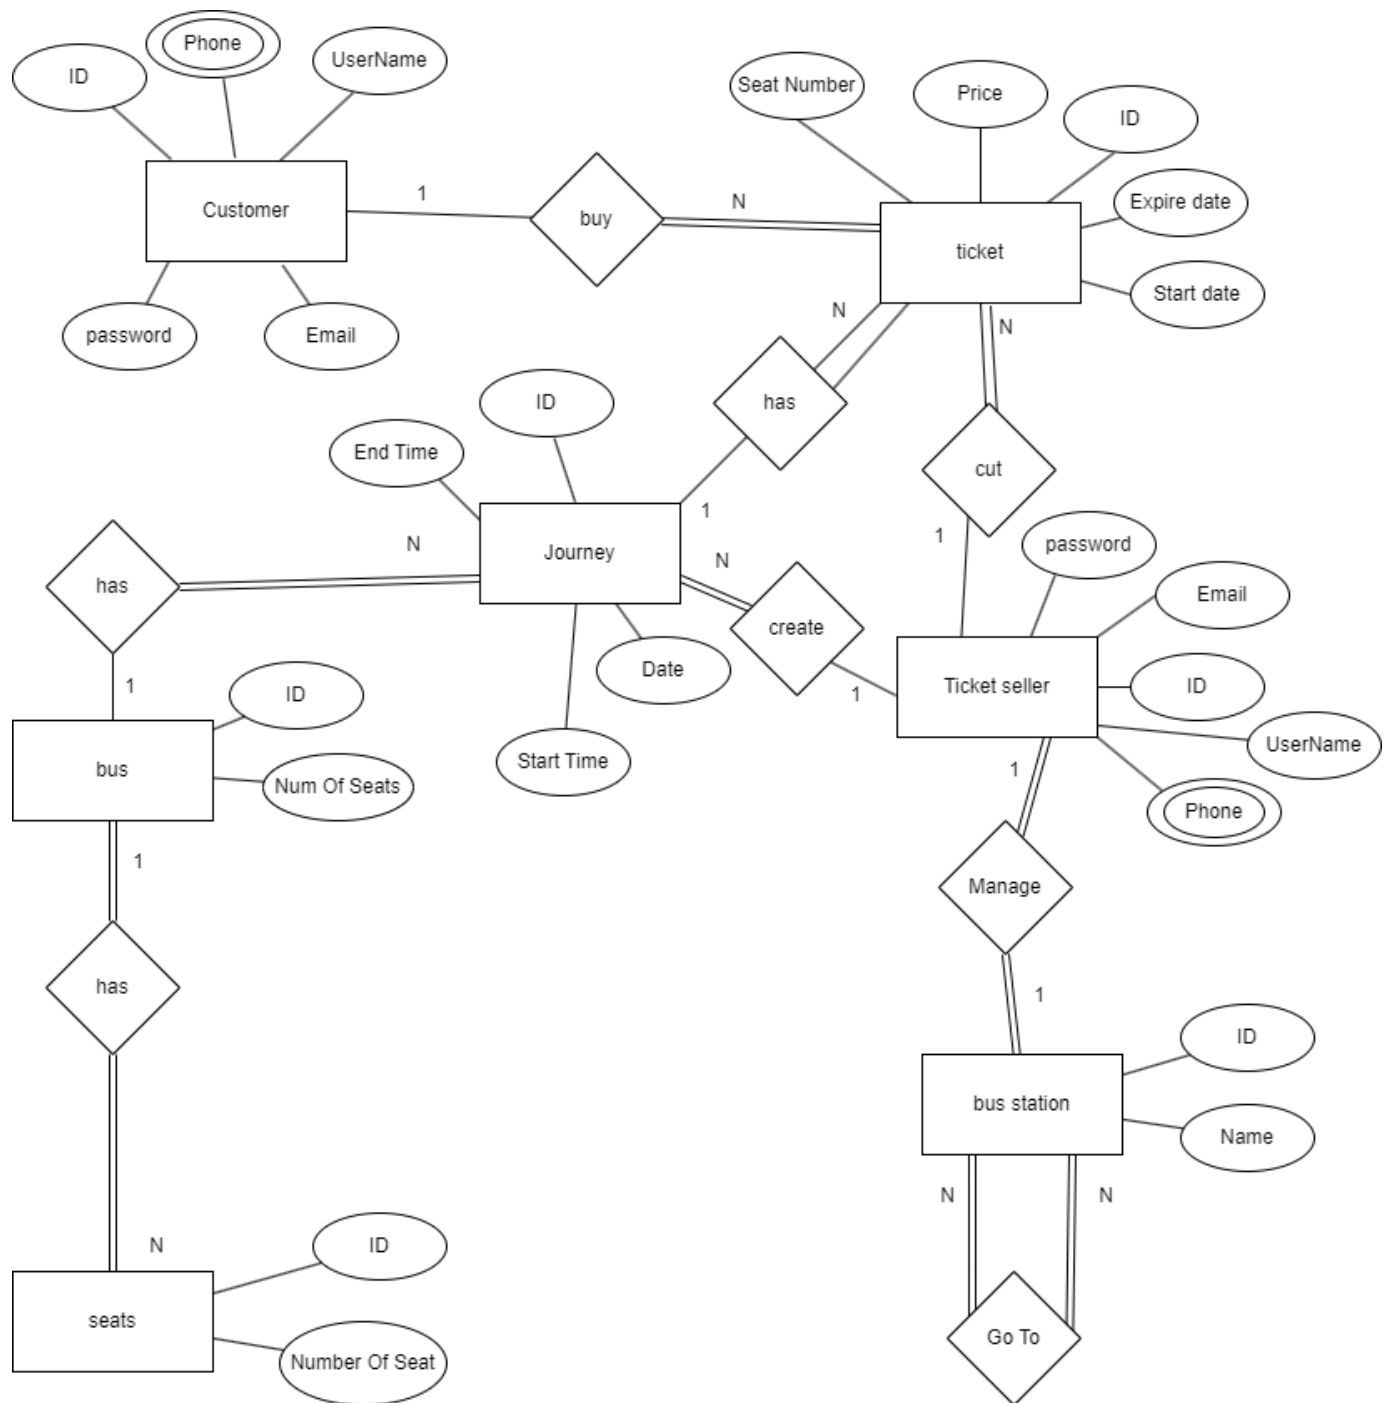 Phone
UserName
ID
Seat Number
Price
ID
Customer
1
buy
N
Expire date
ticket
Start date
password
Email
N
N
ID
has
End Time
cut
1
1
password
N
Journey
N
has
create
Email
1
Date
1
Ticket seller
ID
ID
UserName
Start Time
bus
Num Of Seats
1
Phone
1
Manage
has
1
ID
bus station
Name
N
N
N
ID
seats
Go To
Number Of Seat